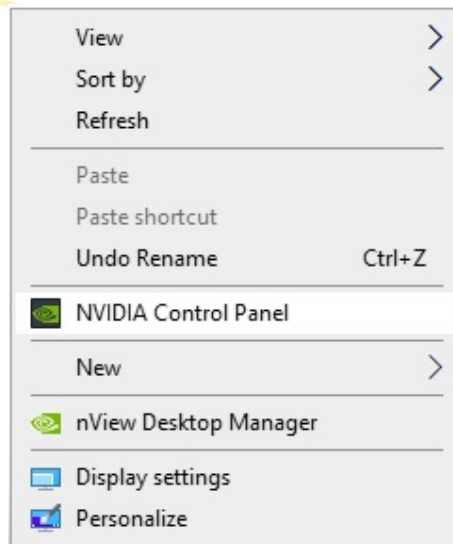 View
Sort by
Refresh
Paste
Paste shortcut
Undo Rename Ctrl+Z
NVIDIA Control Panel
New
nView Desktop Manager
Display settings
Personalize